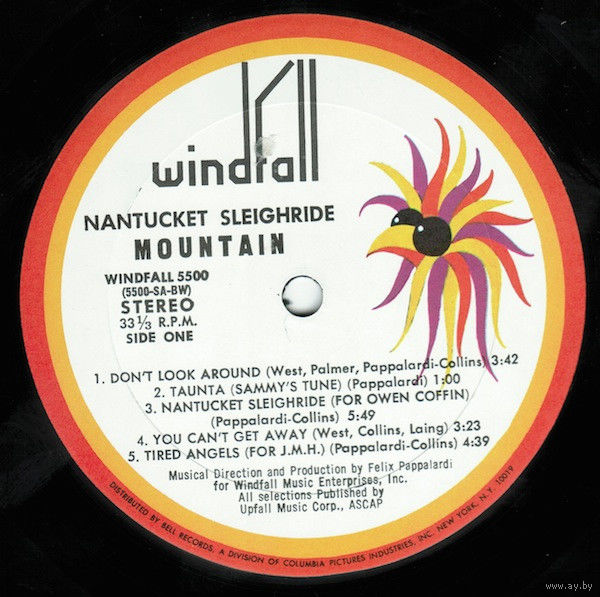 windfall
NANTUCKET SLEIGHRIDE
MOUNTAIN
WINDFALL 5500
(5500-SA-BW)
STEREO
33⅓ R.P.M.
SIDE ONE
1. DON'T LOOK AROUND (West, Palmer, Pappalardi-Collins) 3:42
2. TAUNTA (SAMMY'S TUNE) (Pappalardi) 1:00
3. NANTUCKET SLEIGHRIDE (FOR OWEN COFFIN)
(Pappalardi-Collins) 5:49
4. YOU CAN'T GET AWAY (West, Collins, Laing) 3:23
5. TIRED ANGELS (FOR J.M.H.) (Pappalardi-Collins) 4:39
Musical Direction and Production by Felix Pappalardi
for Windfall Music Enterprises, Inc.
All selections Published by
Upfall Music Corp., ASCAP
DISTRIBUTED BY BELL RECORDS, A DIVISION OF COLUMBIA PICTURES INDUSTRIES, INC. NEW YORK, N.Y. 10019
www.ay.by